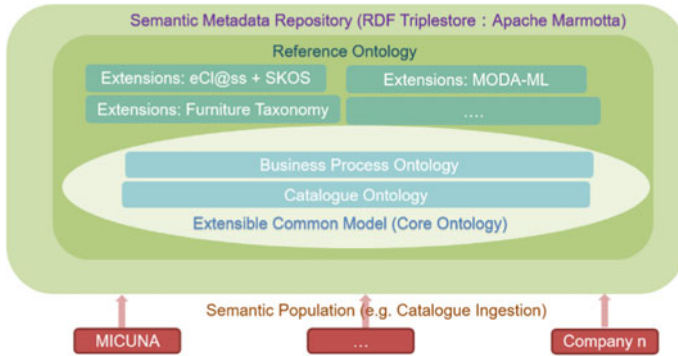 Semantic Metadata Repository (RDF Triplestore : Apache Marmotta)
Reference Ontology
Extensions: eCl@ss + SKOS
Extensions: MODA-ML
Extensions: Furniture Taxonomy
....
Business Process Ontology
Catalogue Ontology
Extensible Common Model (Core Ontology)
Semantic Population (e.g. Catalogue Ingestion)
MICUNA
...
Company n